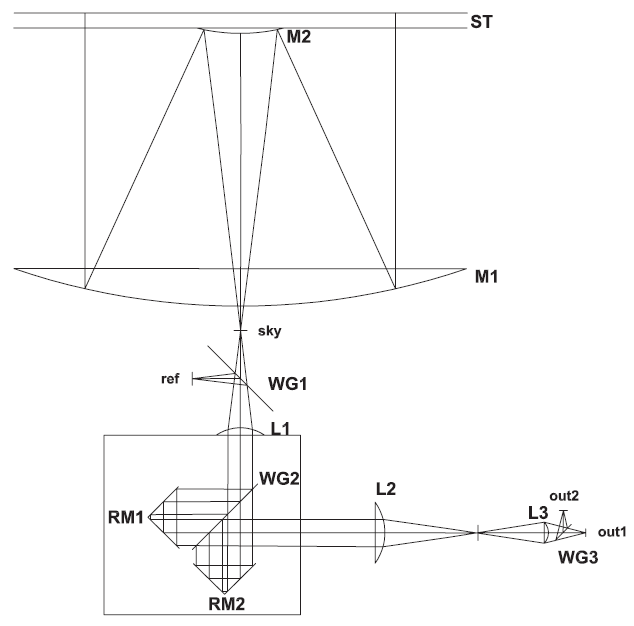 ST
M2
M1
sky
ref
WG1
L1
WG2
L2
RM1
out2
L3
out1
WG3
RM2